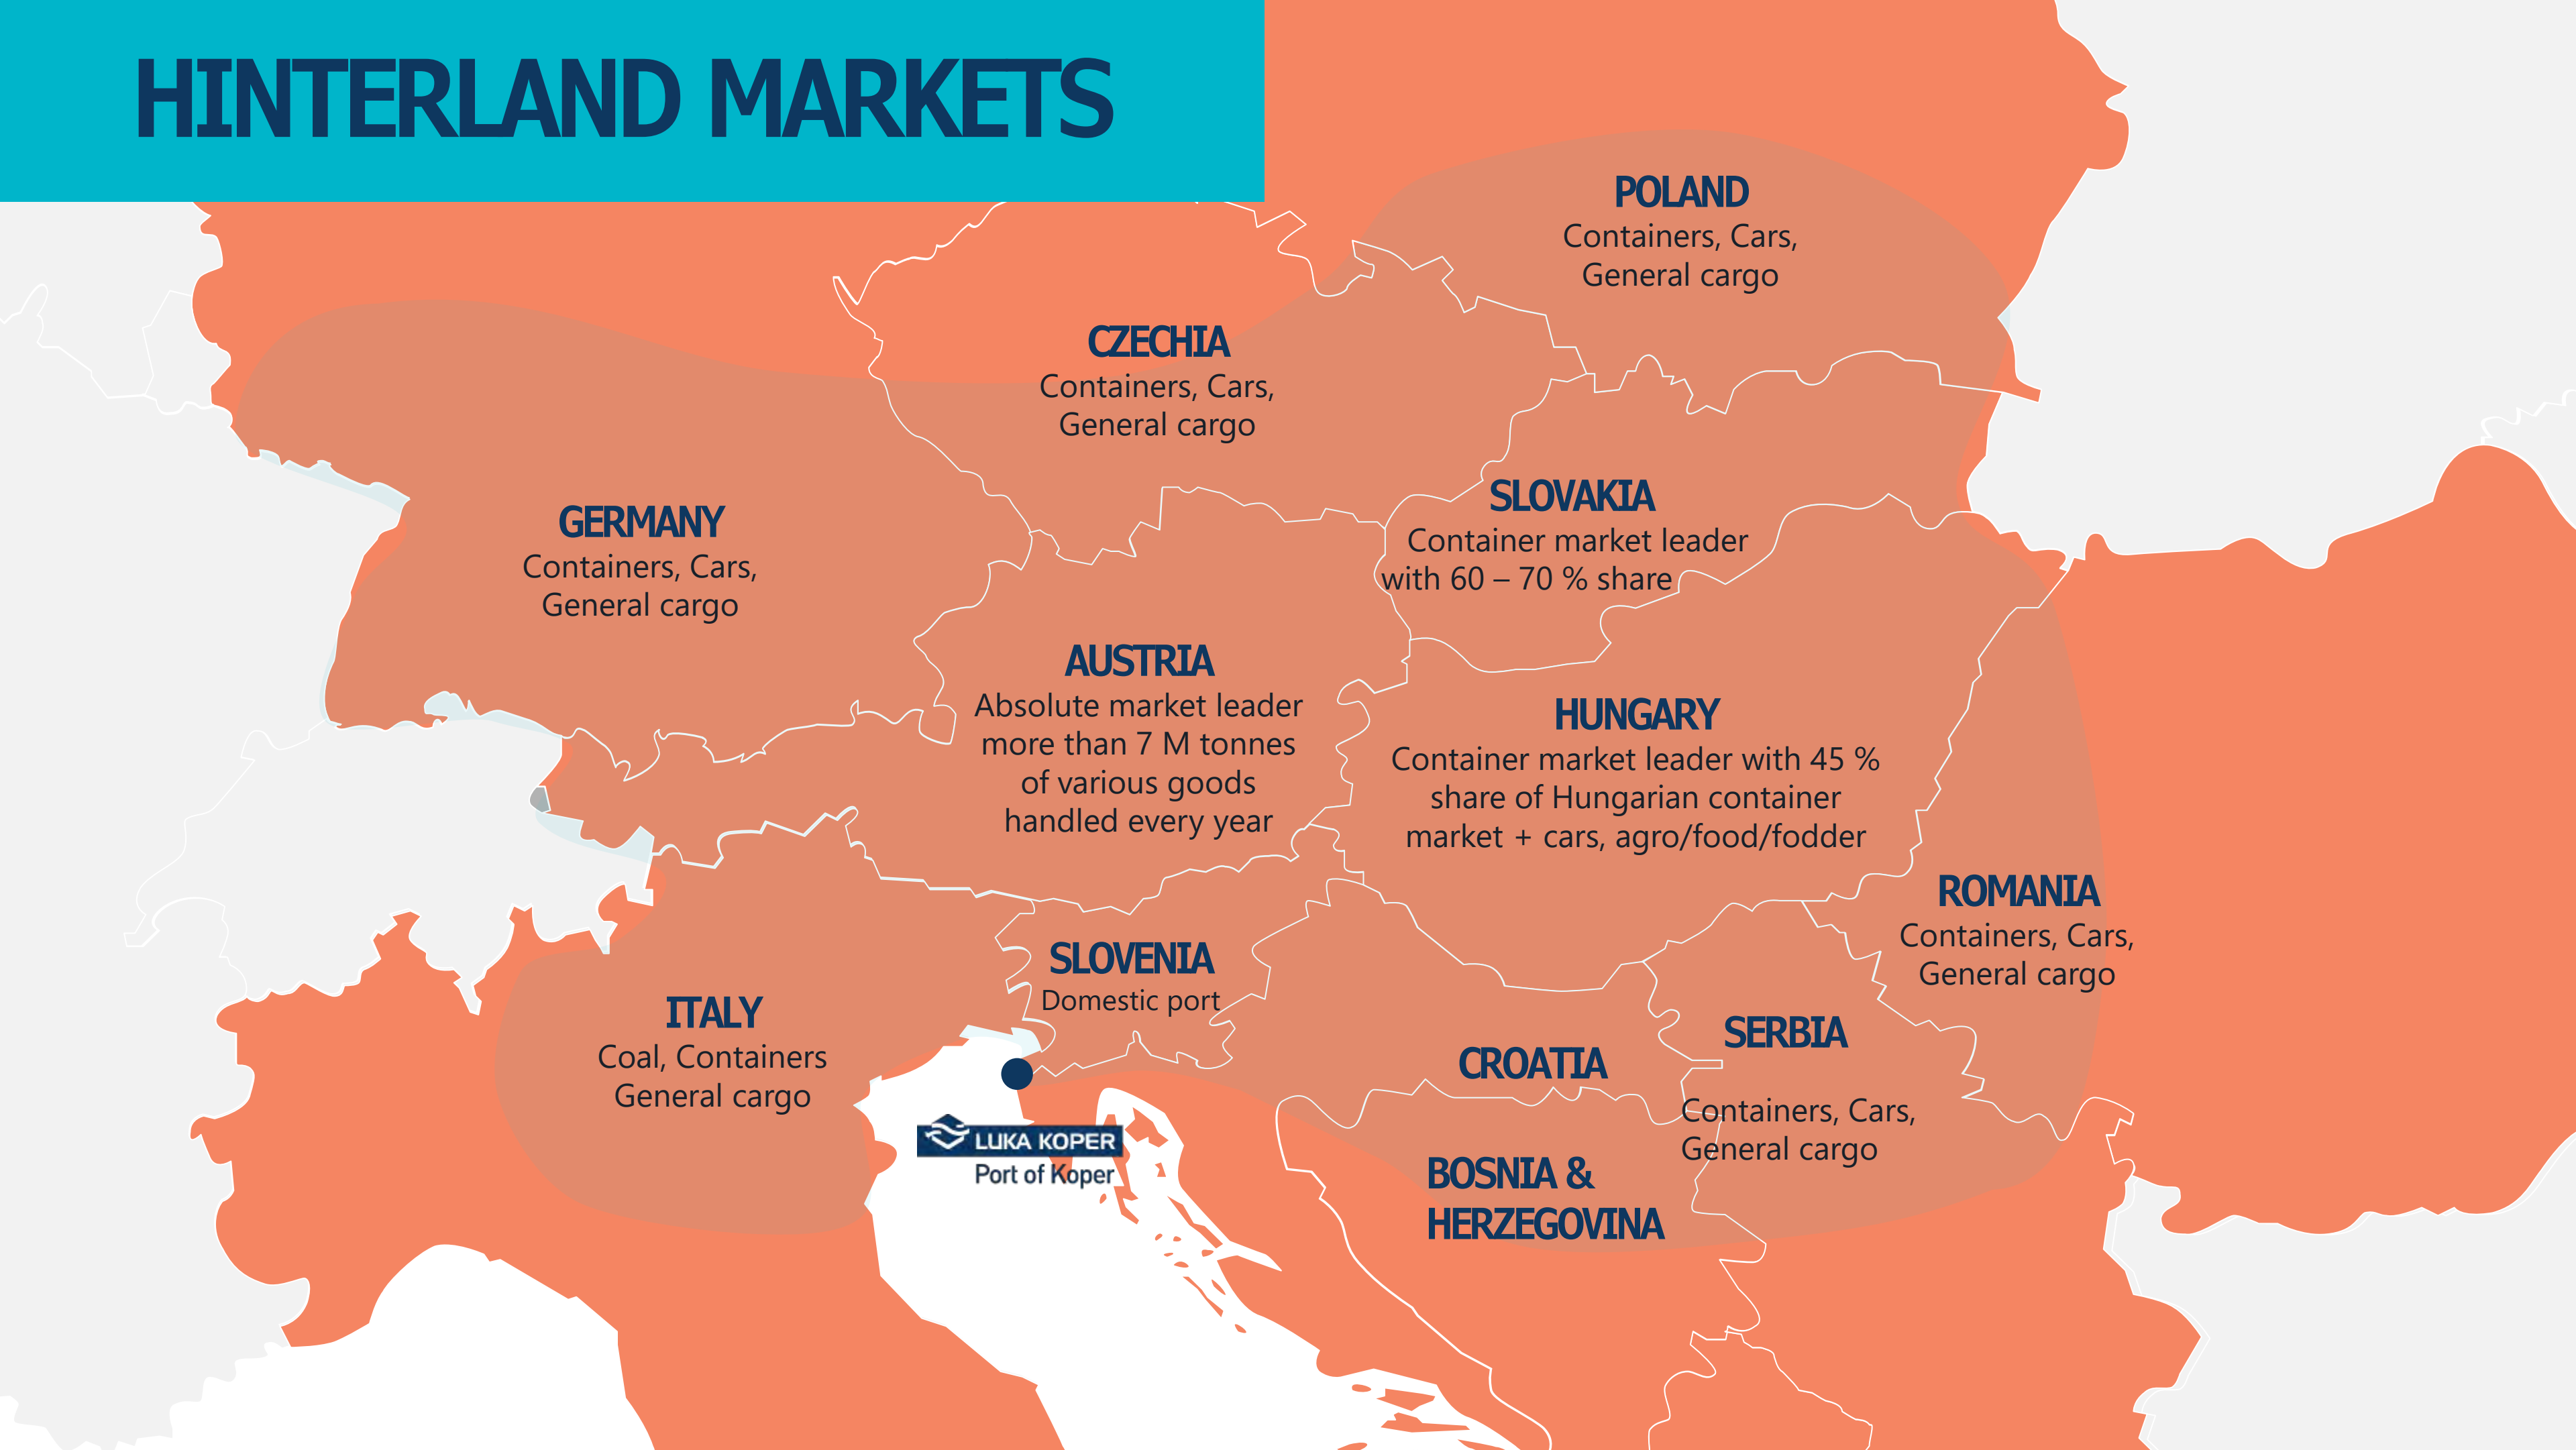 HINTERLAND MARKETS
POLAND
Containers, Cars,
General cargo
CZECHIA
Containers, Cars,
General cargo
SLOVAKIA
Container market leader
with 60 – 70 % share
GERMANY
Containers, Cars,
General cargo
AUSTRIA
Absolute market leader
more than 7 M tonnes
of various goods
handled every year
HUNGARY
Container market leader with 45 %
share of Hungarian container
market + cars, agro/food/fodder
ROMANIA
Containers, Cars,
General cargo
SLOVENIA
Domestic port
ITALY
Coal, Containers
General cargo
SERBIA
Containers, Cars,
General cargo
CROATIA
LUKA KOPER
Port of Koper
BOSNIA &
HERZEGOVINA